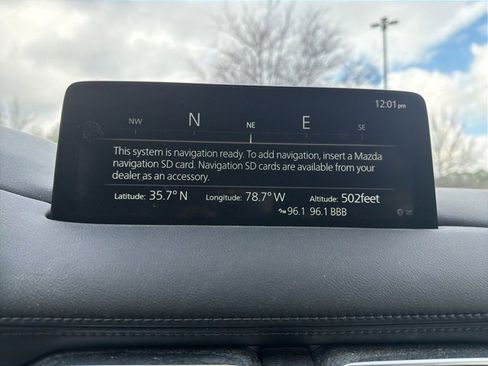 12:01pm
NW N NE E SE
This system is navigation ready. To add navigation, insert a Mazda
navigation SD card. Navigation SD cards are available from your
dealer as an accessory.
Latitude: 35.7° N Longitude: 78.7° W Altitude: 502feet
96.1 96.1 BBB